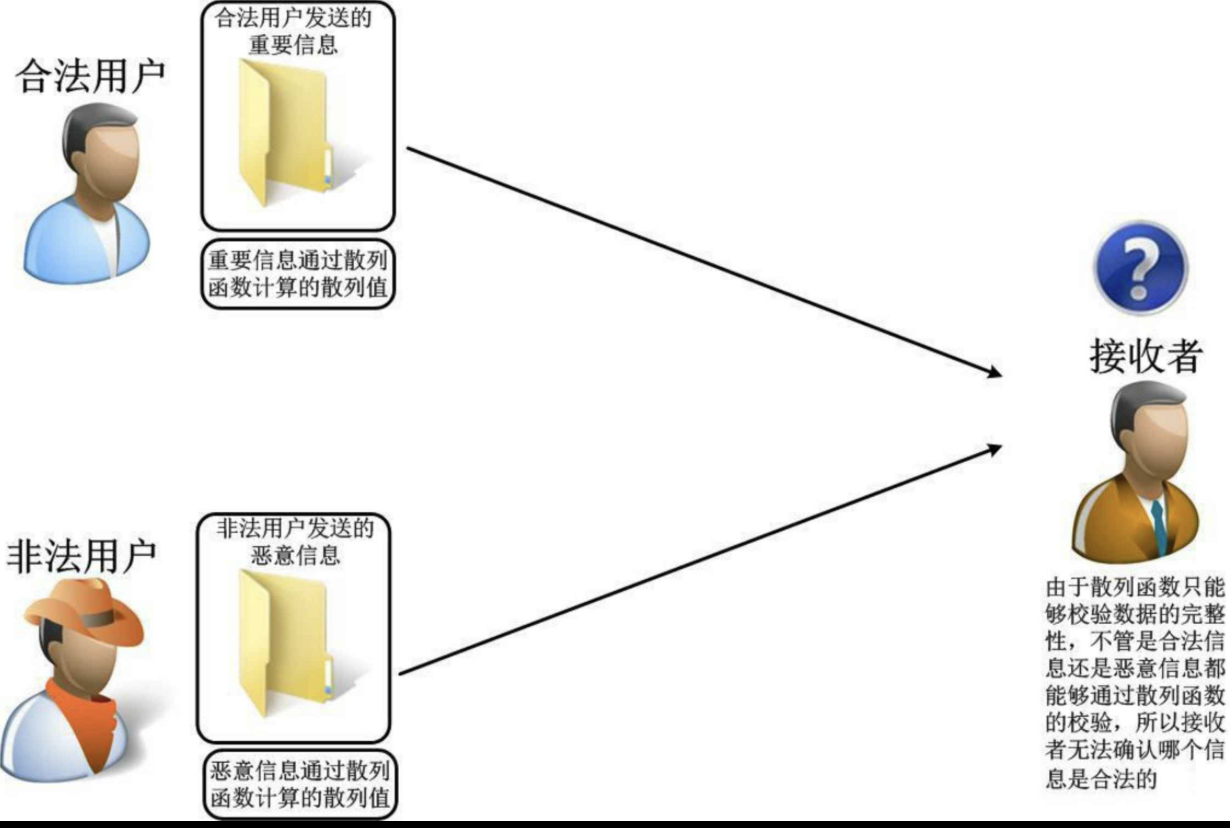 合法用户
合法用户发送的
重要信息
重要信息通过散列
函数计算的散列值
?
接收者
非法用户
非法用户发送的
恶意信息
恶意信息通过散列
函数计算的散列值
由于散列函数只能
够校验数据的完整
性，不管是合法信
息还是恶意信息都
能够通过散列函数
的校验，所以接收
者无法确认哪个信
息是合法的